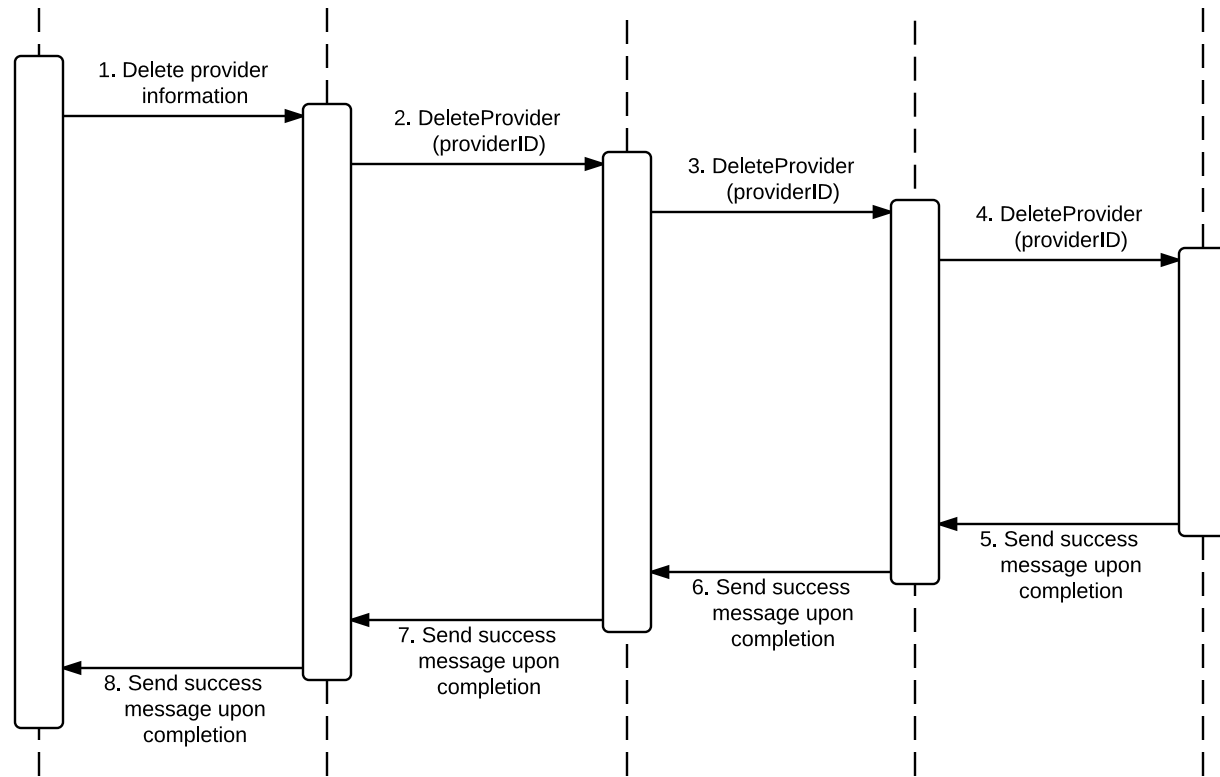 1. Delete provider
information
2. DeleteProvider
(providerID)
3. DeleteProvider
(providerID)
4. DeleteProvider
(providerID)
5. Send success
message upon
completion
6. Send success
message upon
completion
7. Send success
message upon
completion
8. Send success
message upon
completion